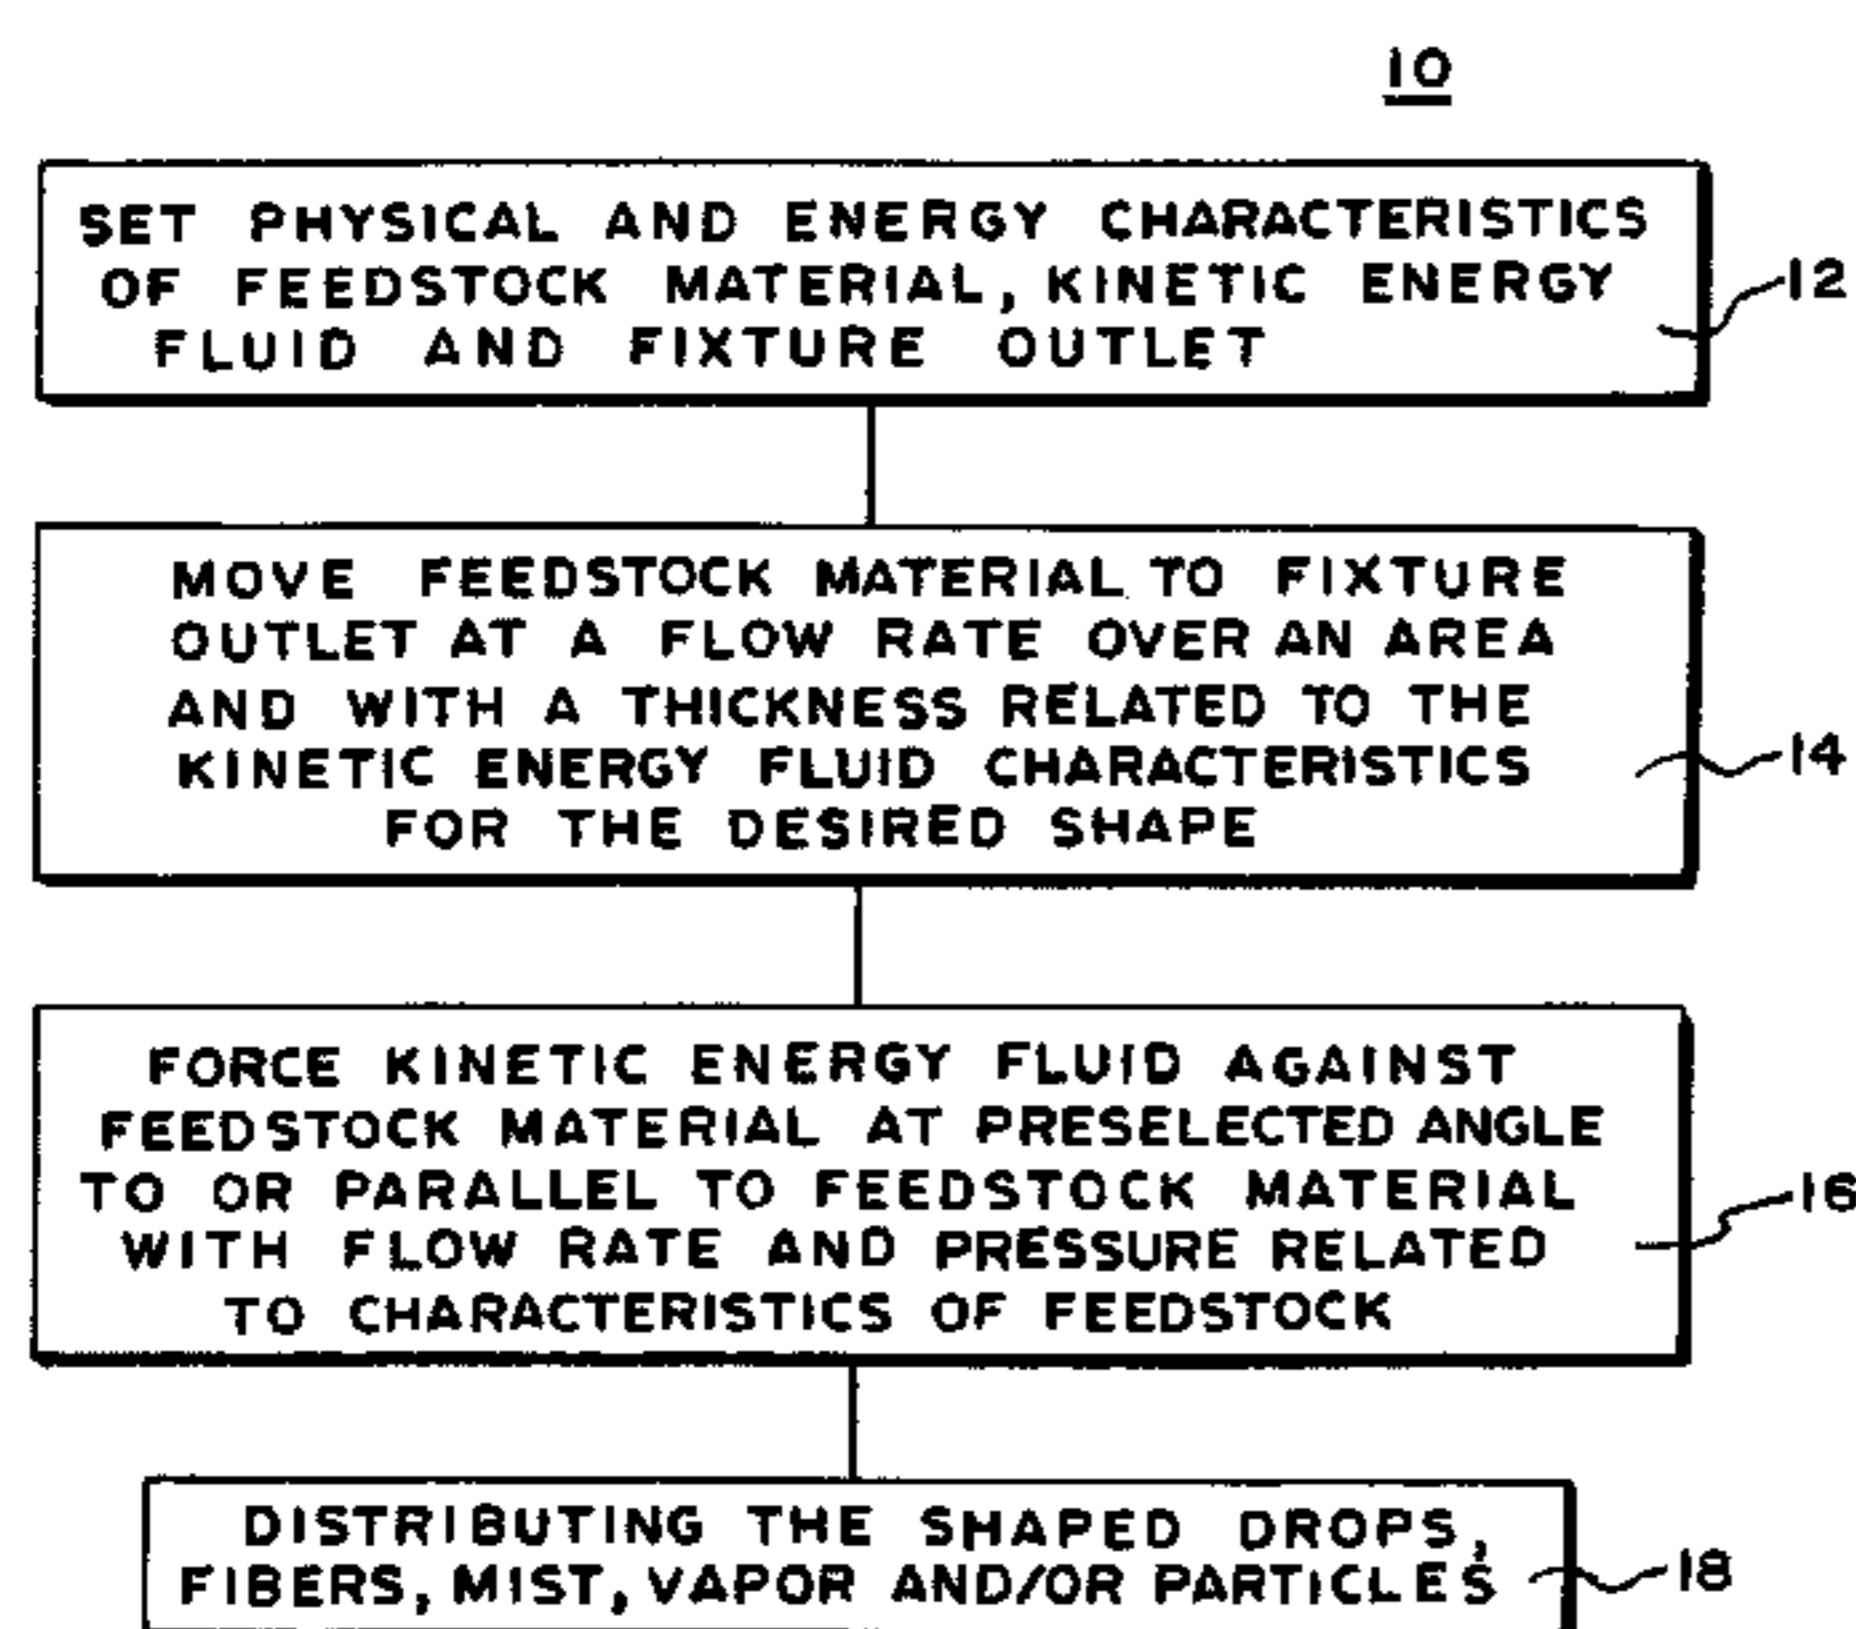 10
SET PHYSICAL AND ENERGY CHARACTERISTICS
OF FEEDSTOCK MATERIAL, KINETIC ENERGY
FLUID AND FIXTURE OUTLET
12
MOVE FEEDSTOCK MATERIAL TO FIXTURE
OUTLET AT A FLOW RATE OVER AN AREA
AND WITH A THICKNESS RELATED TO THE
KINETIC ENERGY FLUID CHARACTERISTICS
FOR THE DESIRED SHAPE
14
FORCE KINETIC ENERGY FLUID AGAINST
FEEDSTOCK MATERIAL AT PRESELECTED ANGLE
TO OR PARALLEL TO FEEDSTOCK MATERIAL
WITH FLOW RATE AND PRESSURE RELATED
TO CHARACTERISTICS OF FEEDSTOCK
16
DISTRIBUTING THE SHAPED DROPS,
FIBERS, MIST, VAPOR AND/OR PARTICLES
18